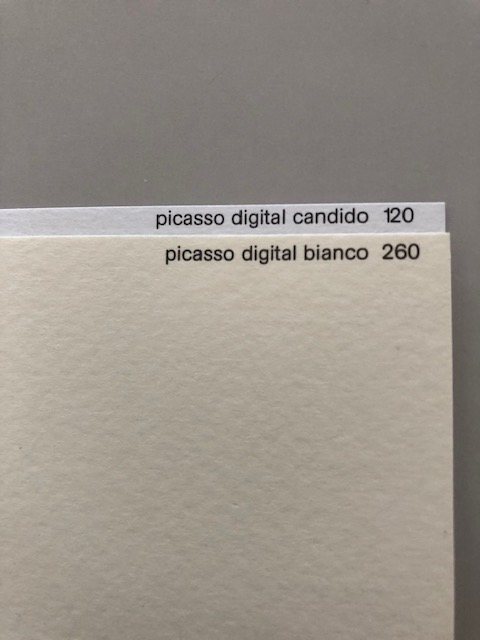 picasso digital candido 120
picasso digital bianco 260